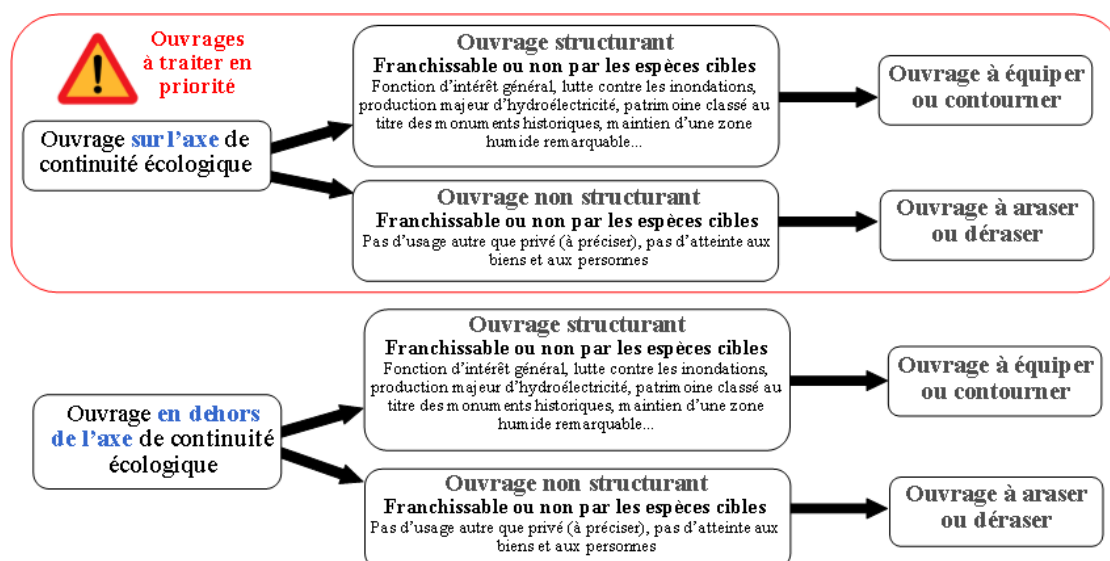 Ouvrages
à traiter en
priorité
Ouvrage sur l'axe de
continuité écologique
Ouvrage structurant
Franchissable ou non par les espèces cibles
Fonction d'intérêt général, lutte contre les inondations,
production majeur d'hydroélectricité, patrimoine classé au
titre des monuments historiques, maintien d'une zone
humide remarquable...
Ouvrage à équiper
ou contourner
Ouvrage non structurant
Franchissable ou non par les espèces cibles
Pas d'usage autre que privé (à préciser), pas d'atteinte aux
biens et aux personnes
Ouvrage à araser
ou déraser
Ouvrage en dehors
de l'axe de continuité
écologique
Ouvrage structurant
Franchissable ou non par les espèces cibles
Fonction d'intérêt général, lutte contre les inondations,
production majeur d'hydroélectricité, patrimoine classé au
titre des monuments historiques, maintien d'une zone
humide remarquable...
Ouvrage à équiper
ou contourner
Ouvrage non structurant
Franchissable ou non par les espèces cibles
Pas d'usage autre que privé (à préciser), pas d'atteinte aux
biens et aux personnes
Ouvrage à araser
ou déraser